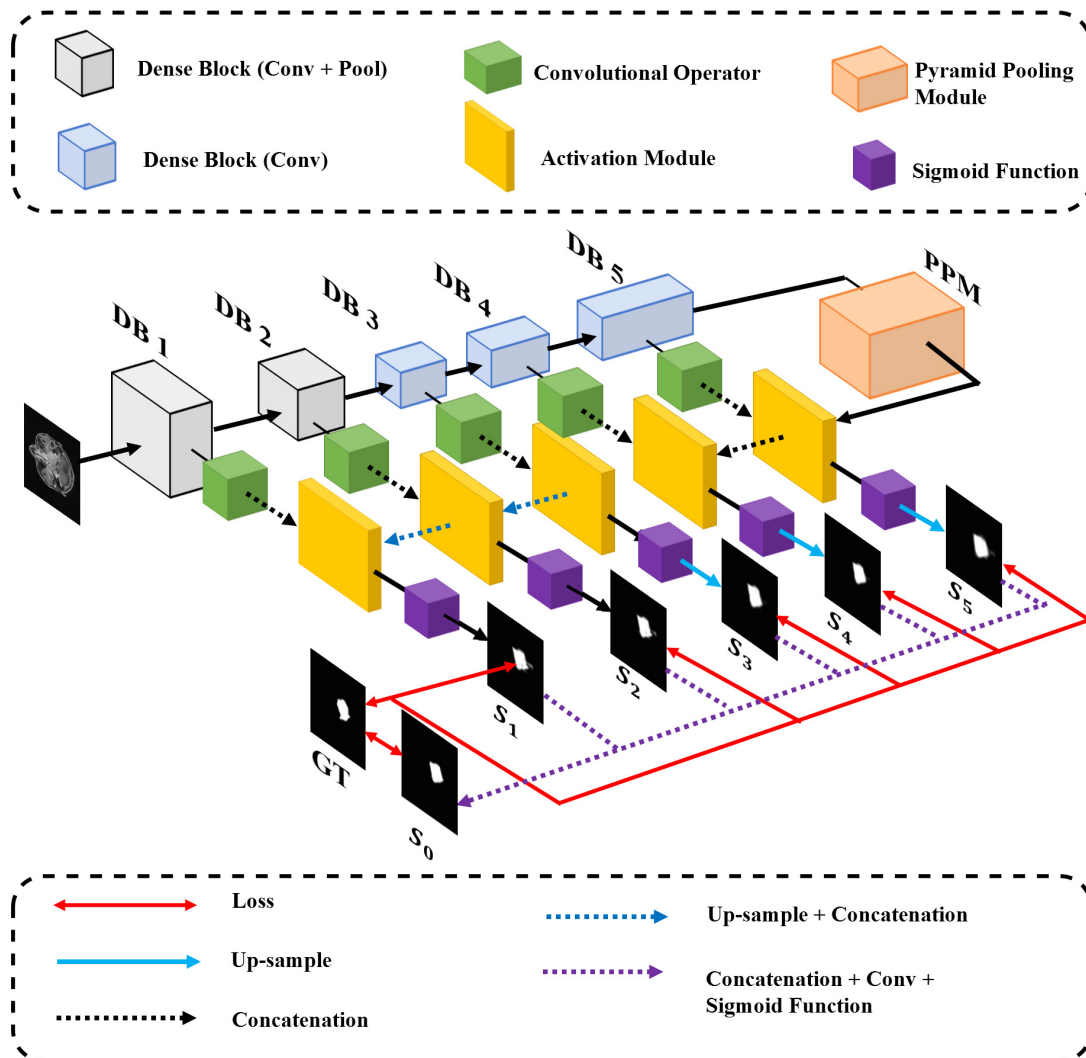 Dense Block (Conv + Pool)
Convolutional Operator
Pyramid Pooling
Module
Dense Block (Conv)
Activation Module
Sigmoid Function
DB 1
DB 2
DB 3
DB 4
DB 5
PPM
S5
S4
S3
S2
S1
GT
S0
Loss
Up-sample + Concatenation
Up-sample
Concatenation + Conv +
Sigmoid Function
Concatenation